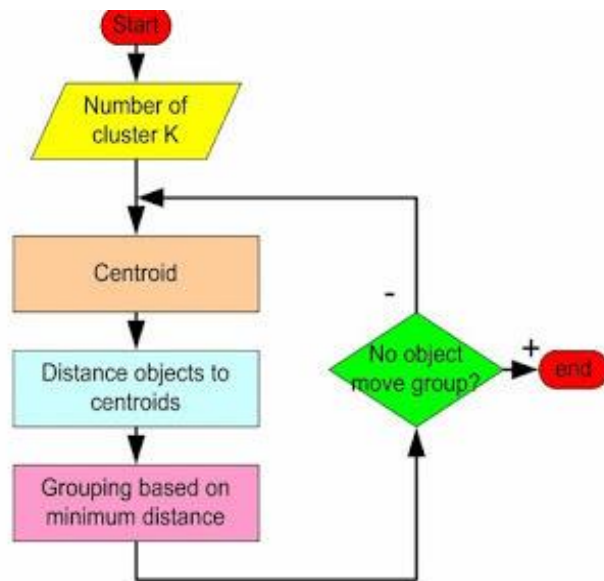 Start
Number of
cluster K
Centroid
Distance objects to
centroids
Grouping based on
minimum distance
-
No object
move group?
+
end